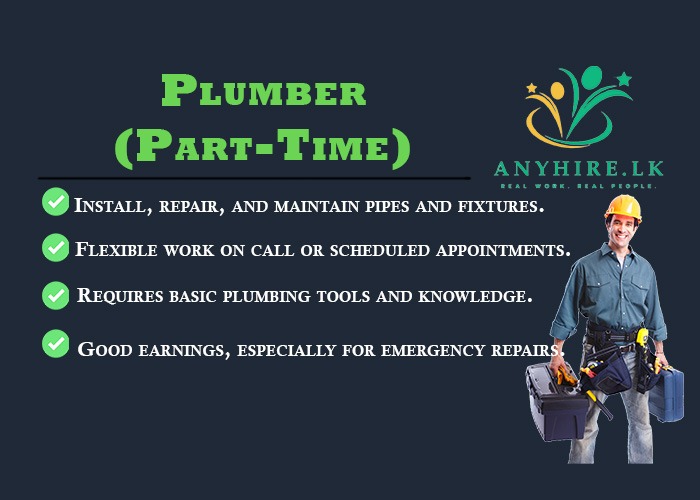 Plumber
(Part-Time)
ANYHIRE.LK
REAL WORK. REAL PEOPLE.
Install, repair, and maintain pipes and fixtures.
Flexible work on call or scheduled appointments.
Requires basic plumbing tools and knowledge.
Good earnings, especially for emergency repairs.